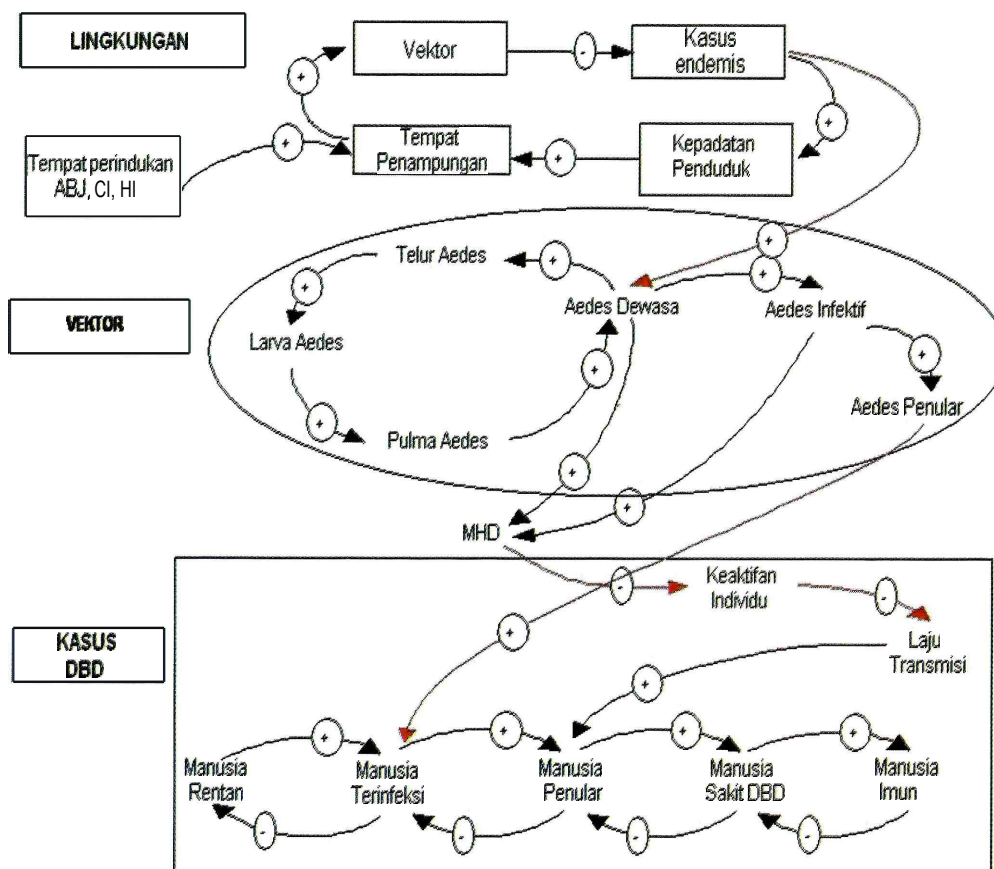 LINGKUNGAN
Vektor
-
Kasus
endemis
+
+
Tempat perindukan
ABJ, CI, HI
+
Tempat
Penampungan
+
Kepadatan
Penduduk
VEKTOR
Telur Aedes
+
+
+
+
Aedes Dewasa
Aedes Infektif
Larva Aedes
+
+
Aedes Penular
+
Pulma Aedes
+
+
MHD
KASUS
DBD
-
Keaktifan
Individu
-
+
Laju
Transmisi
+
+
+
+
+
Manusia
Rentan
Manusia
Terinfeksi
Manusia
Penular
Manusia
Sakit DBD
Manusia
Imun
-
-
-
-